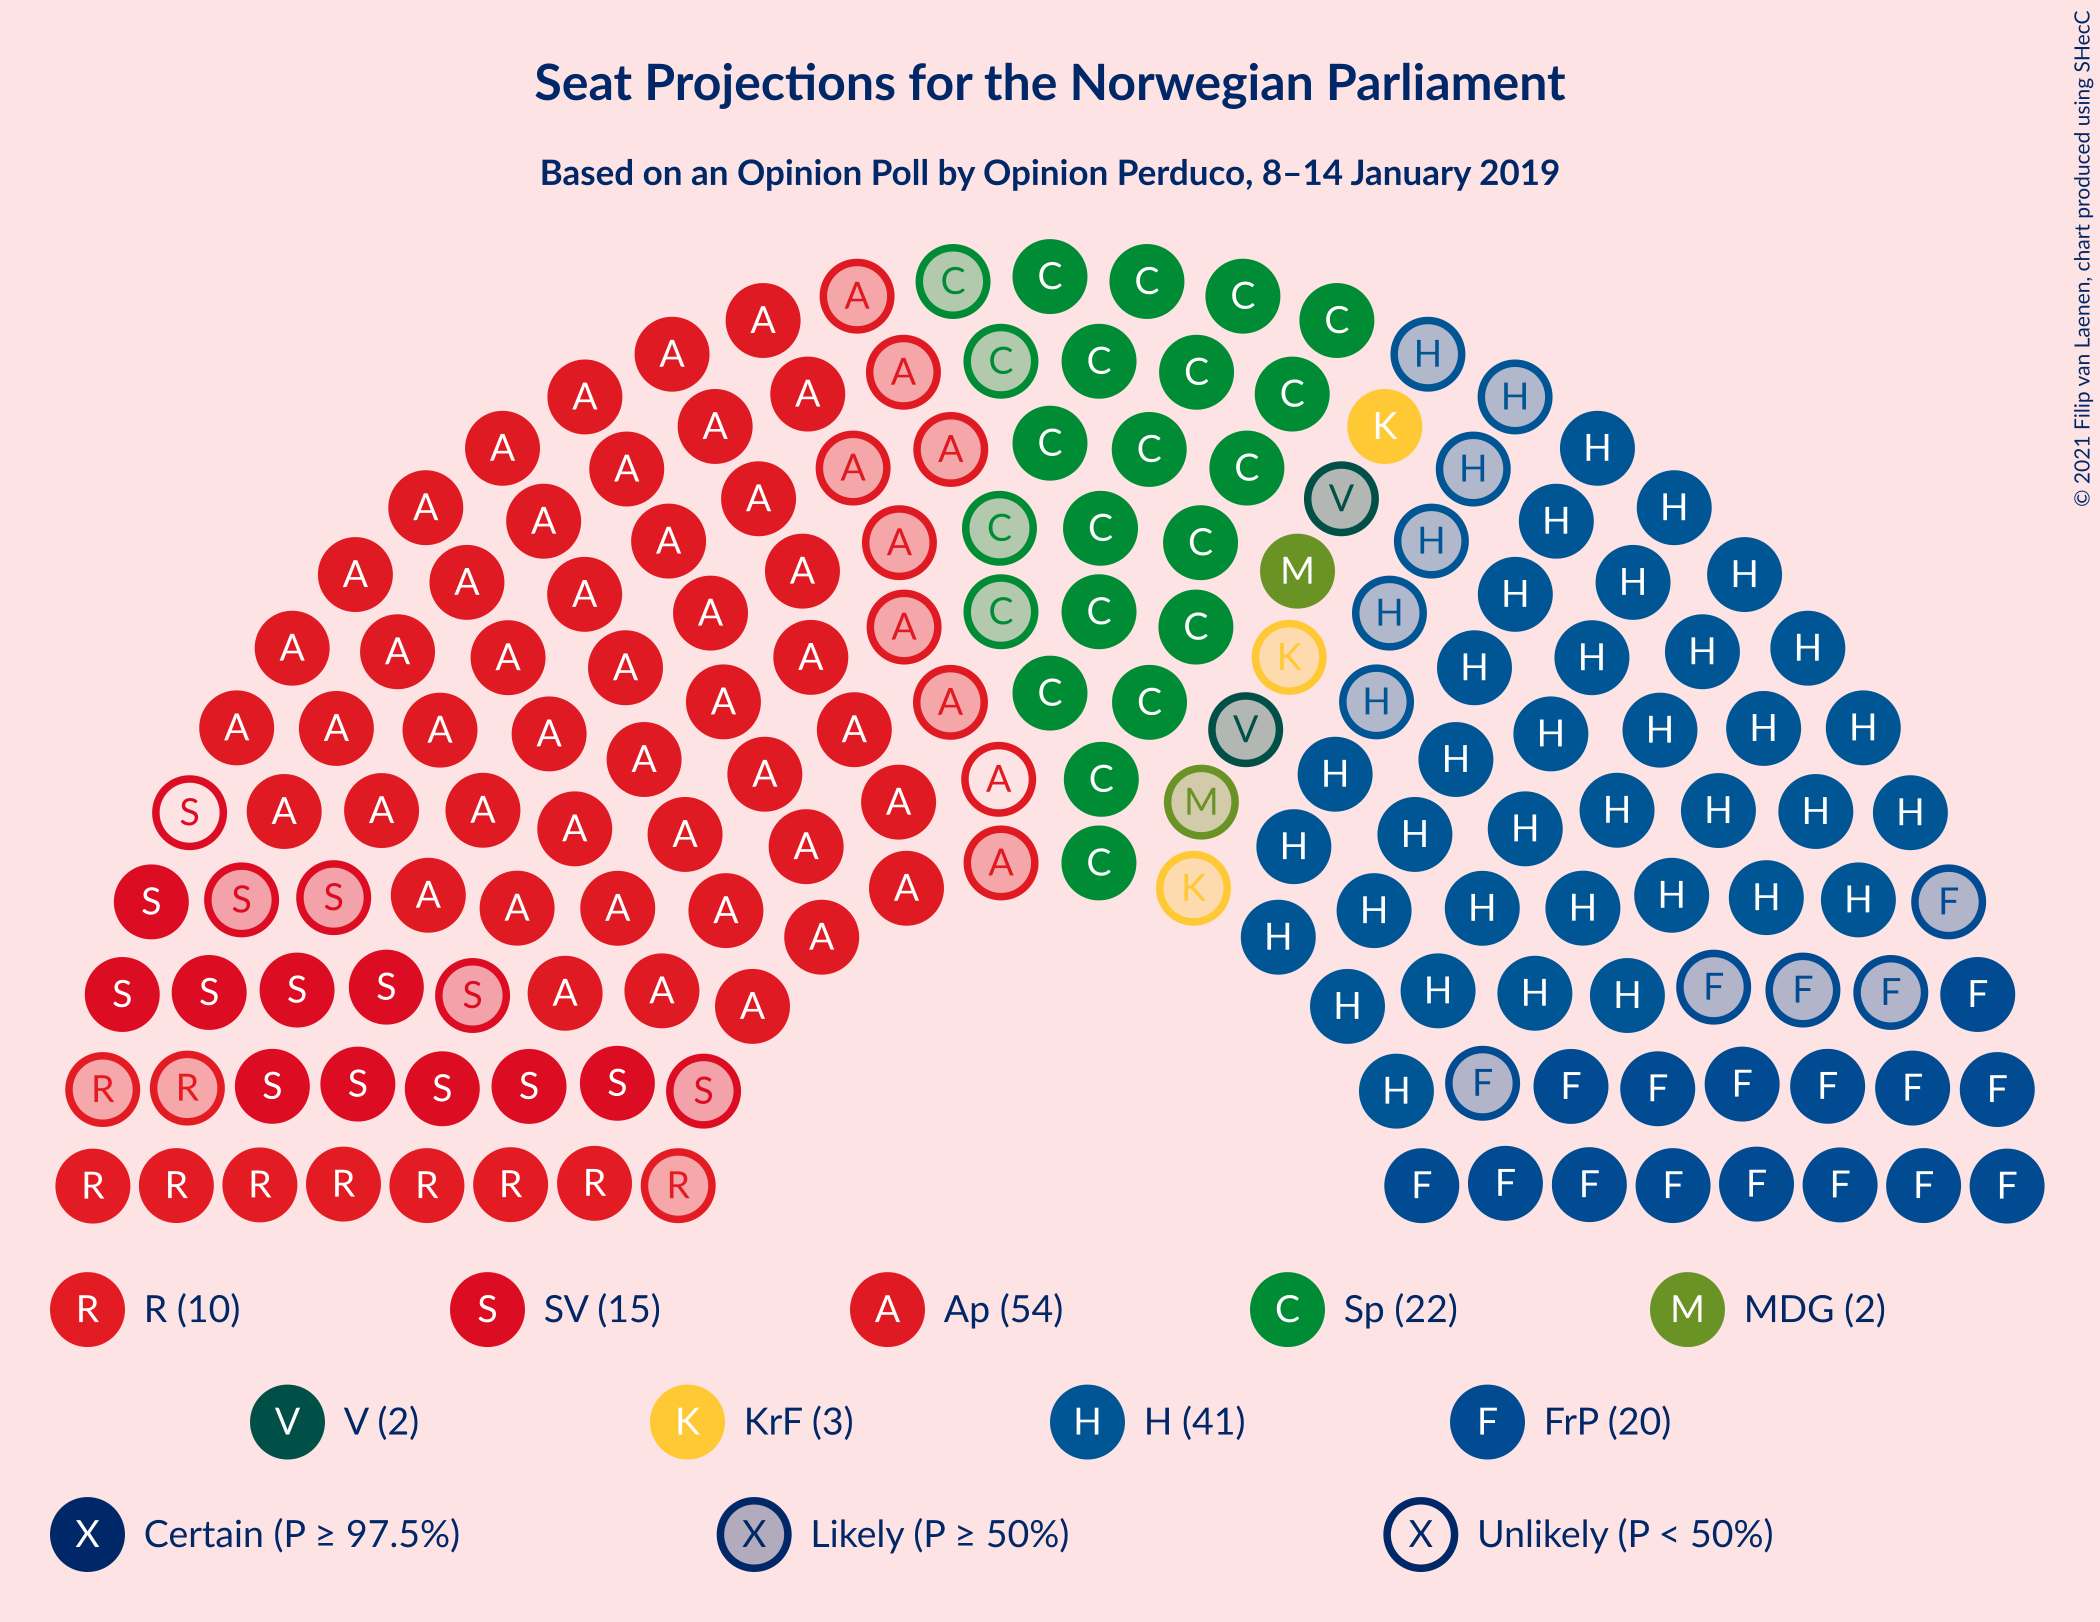 Seat Projections for the Norwegian Parliament
Based on an Opinion Poll by Opinion Perduco, 8–14 January 2019
© 2021 Filip van Laenen, chart produced using SHecC
A C C C C
A C C C H
A A C C C K H
A A A C C C V H H
A A A C C M H H
A A A C C K H H H
A A A A C C V H H H H
A A A A A C M H H H H H
S A A A A A A A C K H H H H H H H
S S S A A A A A H H H H H H H F
S S S S S A A A H H H H F F F F
R R S S S S S S H F F F F F F F
R R R R R R R R F F F F F F F F
R R (10) S SV (15) A Ap (54) C Sp (22) M MDG (2)
V V (2) K KrF (3) H H (41) F FrP (20)
X Certain (P ≥ 97.5%) X Likely (P ≥ 50%) X Unlikely (P < 50%)